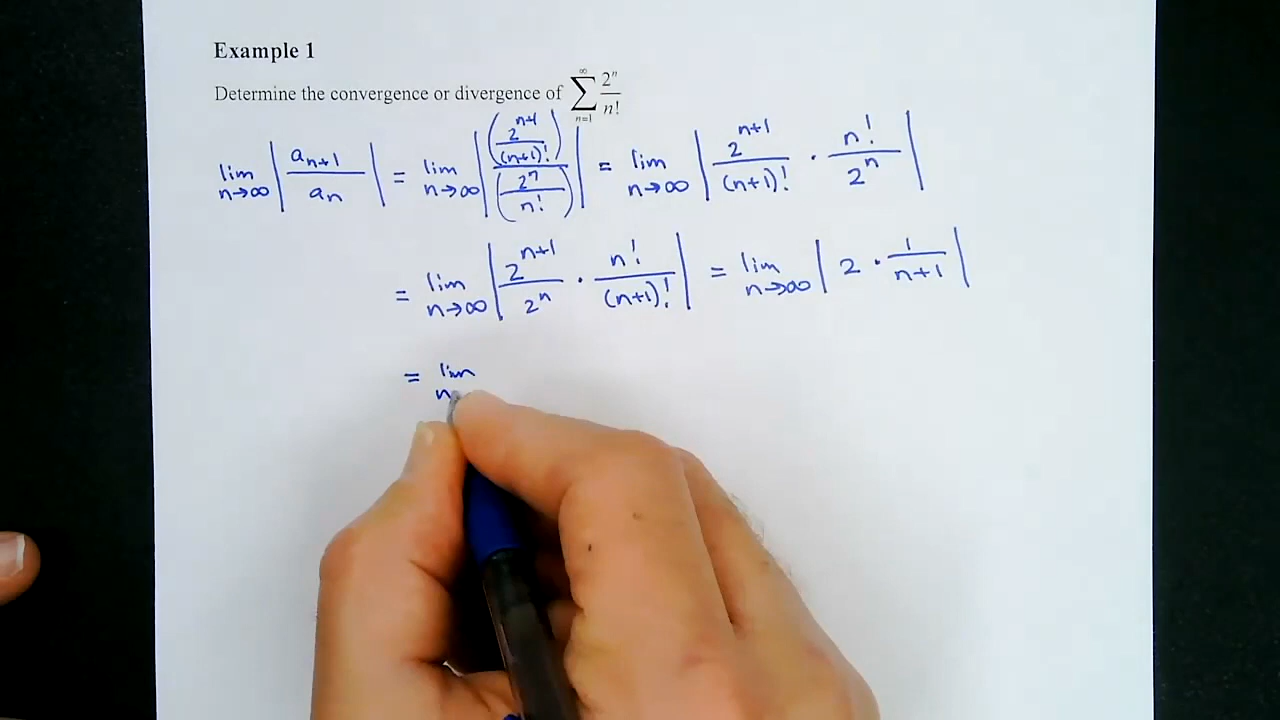 Example 1
Determine the convergence or divergence of ∑_{n=1}^{∞} 2^n / n!
lim_{n→∞} | a_{n+1} / a_n | = lim_{n→∞} | (2^{n+1} / (n+1)!) / (2^n / n!) | = lim_{n→∞} | 2^{n+1} / (n+1)! · n! / 2^n |
= lim_{n→∞} | 2^{n+1} / 2^n · n! / (n+1)! | = lim_{n→∞} | 2 · 1 / n+1 |
= lim n